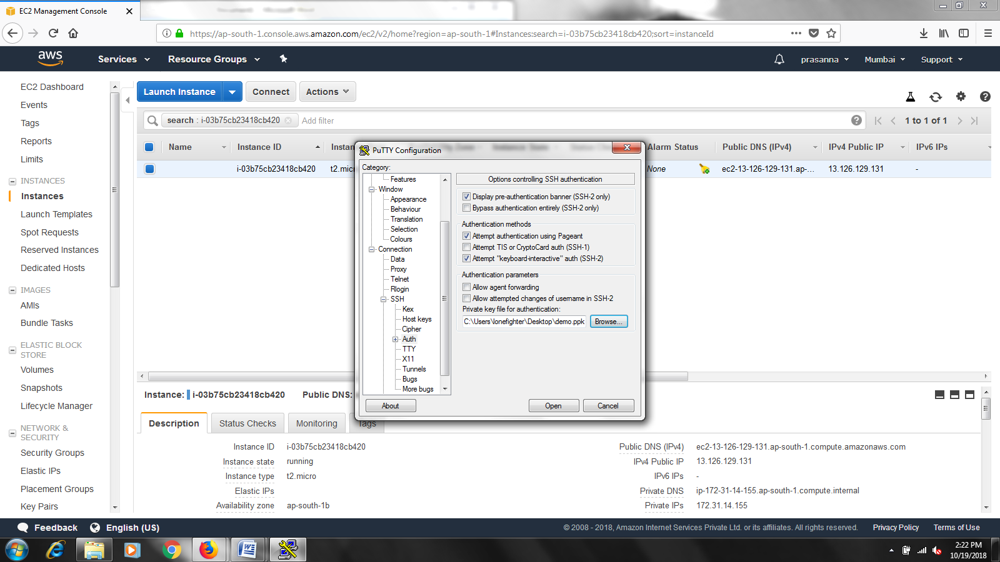 EC2 Management Console
https://ap-south-1.console.aws.amazon.com/ec2/v2/home?region=ap-south-1#Instances:search=i-03b75cb23418cb420;sort=instanceId
aws Services Resource Groups prasanna Mumbai Support
EC2 Dashboard
Events
Tags
Reports
Limits
INSTANCES
Instances
Launch Templates
Spot Requests
Reserved Instances
Dedicated Hosts
IMAGES
AMIs
Bundle Tasks
ELASTIC BLOCK
STORE
Volumes
Snapshots
Lifecycle Manager
NETWORK &
SECURITY
Security Groups
Elastic IPs
Placement Groups
Key Pairs
Launch Instance Connect Actions
search : i-03b75cb23418cb420 Add filter 1 to 1 of 1
Name Instance ID Alarm Status Public DNS (IPv4) IPv4 Public IP IPv6 IPs
i-03b75cb23418cb420 None ec2-13-126-129-131.ap-... 13.126.129.131 -
PuTTY Configuration
Category:
Features
Window
Appearance
Behaviour
Translation
Selection
Colours
Connection
Data
Proxy
Telnet
Rlogin
SSH
Kex
Host keys
Cipher
Auth
TTY
X11
Tunnels
Bugs
More bugs
Options controlling SSH authentication
Display pre-authentication banner (SSH-2 only)
Bypass authentication entirely (SSH-2 only)
Authentication methods
Attempt authentication using Pageant
Attempt TIS or CryptoCard auth (SSH-1)
Attempt "keyboard-interactive" auth (SSH-2)
Authentication parameters
Allow agent forwarding
Allow attempted changes of username in SSH-2
Private key file for authentication:
C:\Users\lonefighter\Desktop\demo.ppk Browse...
About Open Cancel
Instance: i-03b75cb23418cb420 Public DNS:
Description Status Checks Monitoring Tags
Instance ID i-03b75cb23418cb420
Instance state running
Instance type t2.micro
Elastic IPs
Availability zone ap-south-1b
Public DNS (IPv4) ec2-13-126-129-131.ap-south-1.compute.amazonaws.com
IPv4 Public IP 13.126.129.131
IPv6 IPs -
Private DNS ip-172-31-14-155.ap-south-1.compute.internal
Private IPs 172.31.14.155
Feedback English (US) © 2008 - 2018, Amazon Internet Services Private Ltd. or its affiliates. All rights reserved. Privacy Policy Terms of Use
2:22 PM
10/19/2018